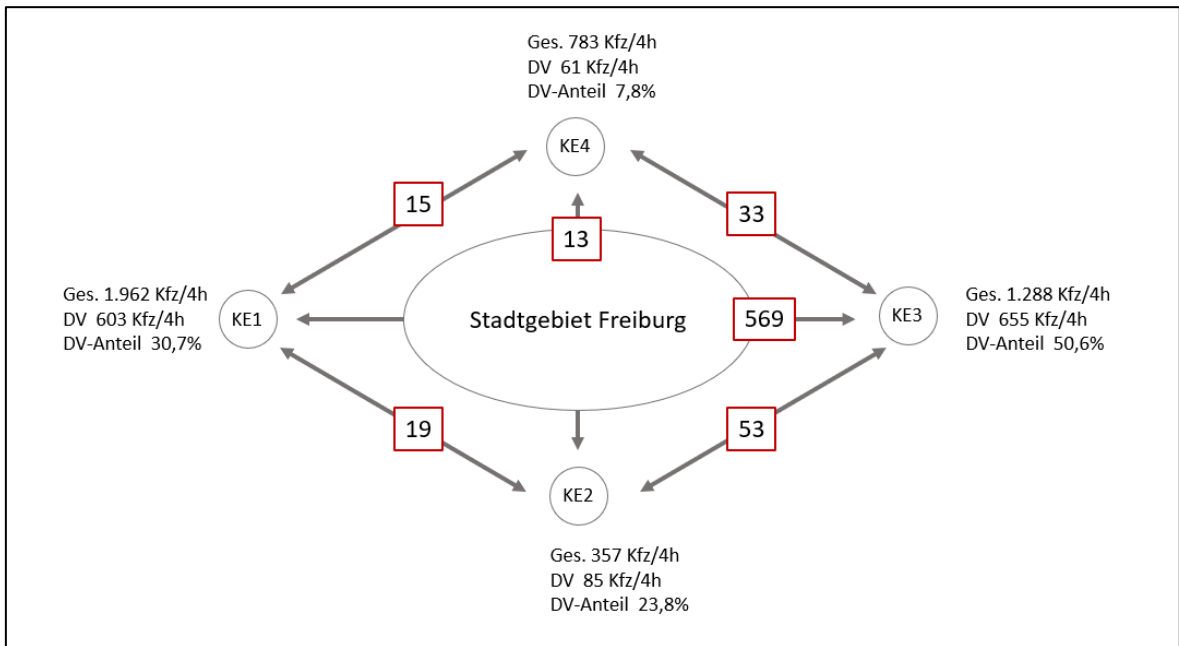 Ges. 783 Kfz/4h
DV 61 Kfz/4h
DV-Anteil 7,8%
KE4
15
33
13
Ges. 1.962 Kfz/4h
DV 603 Kfz/4h
DV-Anteil 30,7%
KE1
Stadtgebiet Freiburg
569
KE3
Ges. 1.288 Kfz/4h
DV 655 Kfz/4h
DV-Anteil 50,6%
19
53
KE2
Ges. 357 Kfz/4h
DV 85 Kfz/4h
DV-Anteil 23,8%